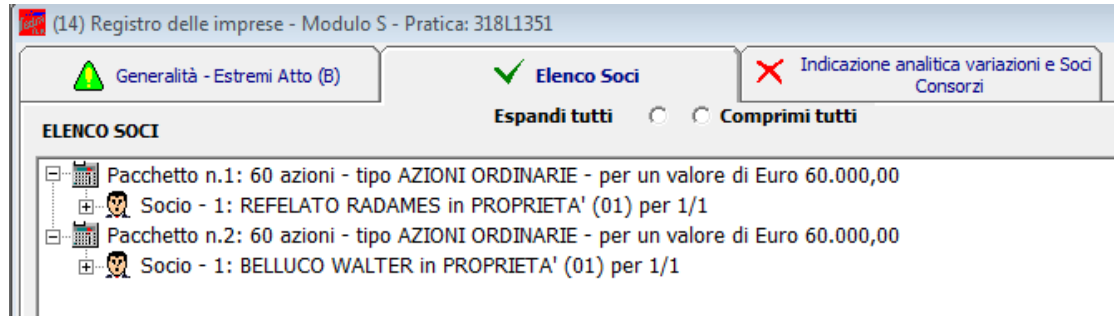 (14) Registro delle imprese - Modulo S - Pratica: 318L1351
Generalità - Estremi Atto (B)
Elenco Soci
Indicazione analitica variazioni e Soci
Consorzi
Espandi tutti
Comprimi tutti
ELENCO SOCI
Pacchetto n.1: 60 azioni - tipo AZIONI ORDINARIE - per un valore di Euro 60.000,00
Socio - 1: REFELATO RADAMES in PROPRIETA' (01) per 1/1
Pacchetto n.2: 60 azioni - tipo AZIONI ORDINARIE - per un valore di Euro 60.000,00
Socio - 1: BELLUCO WALTER in PROPRIETA' (01) per 1/1